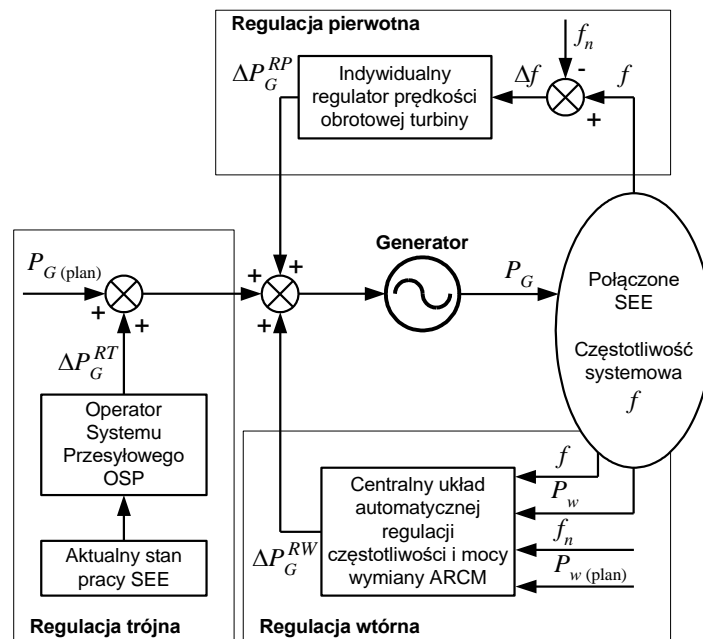 Regulacja pierwotna
f_n
-
ΔP_G^{RP}
Indywidualny
regulator prędkości
obrotowej turbiny
Δf
f
+
P_{G (plan)}
+
+
ΔP_G^{RT}
Operator
Systemu
Przesyłowego
OSP
Aktualny stan
pracy SEE
Regulacja trójna
+
+
+
Generator
P_G
Połączone
SEE
Częstotliwość
systemowa
f
ΔP_G^{RW}
Centralny układ
automatycznej
regulacji
częstotliwości i mocy
wymiany ARCM
f
P_w
f_n
P_{w (plan)}
Regulacja wtórna